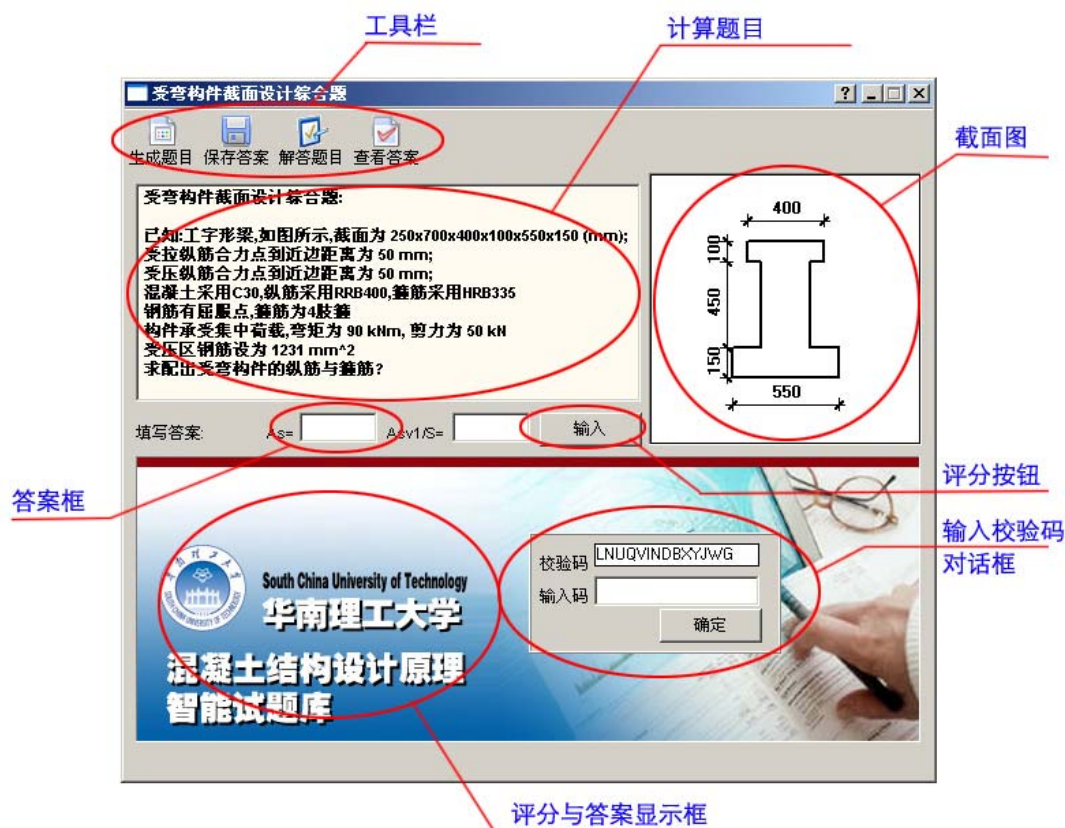 工具栏
计算题目
受弯构件截面设计综合题
生成题目 保存答案 解答题目 查看答案
截面图
受弯构件截面设计综合题:
已知:工字形梁,如图所示,截面为 250x700x400x100x550x150 (mm);
受拉纵筋合力点到近边距离为 50 mm;
受压纵筋合力点到近边距离为 50 mm;
混凝土采用C30,纵筋采用RRB400,箍筋采用HRB335
钢筋有屈服点,箍筋为4肢箍
构件承受集中荷载,弯矩为 90 kNm, 剪力为 50 kN
受压区钢筋设为 1231 mm^2
求配出受弯构件的纵筋与箍筋?
400
100
450
150
550
填写答案: As= Asv1/S= 输入
答案框
评分按钮
输入校验码
对话框
校验码 LNUQVINDBXYJWG
输入码
确定
South China University of Technology
华南理工大学
混凝土结构设计原理
智能试题库
评分与答案显示框